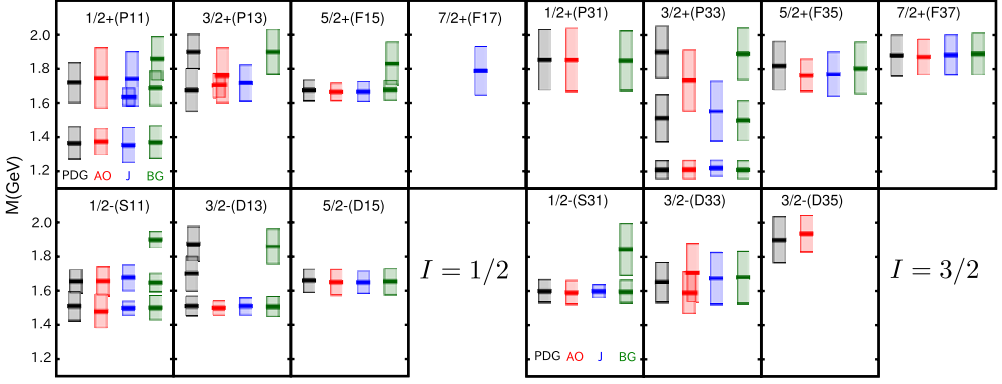 1/2+(P11) 3/2+(P13) 5/2+(F15) 7/2+(F17) 1/2+(P31) 3/2+(P33) 5/2+(F35) 7/2+(F37)
2.0
1.8
1.6
1.4
1.2
PDG AO J BG
M(GeV)
1/2-(S11) 3/2-(D13) 5/2-(D15) 1/2-(S31) 3/2-(D33) 3/2-(D35)
2.0
1.8
I = 1/2 I = 3/2
1.6
1.4
1.2
PDG AO J BG